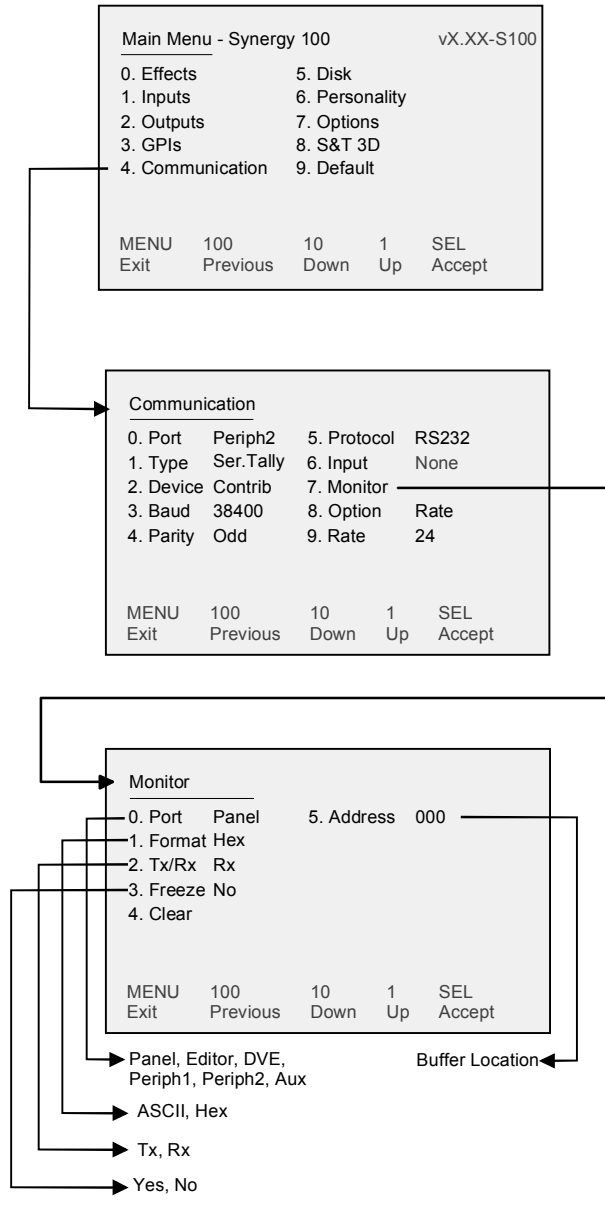 Main Menu - Synergy 100 vX.XX-S100
0. Effects 5. Disk
1. Inputs 6. Personality
2. Outputs 7. Options
3. GPIs 8. S&T 3D
4. Communication 9. Default
MENU 100 10 1 SEL
Exit Previous Down Up Accept
Communication
0. Port Periph2 5. Protocol RS232
1. Type Ser.Tally 6. Input None
2. Device Contrib 7. Monitor
3. Baud 38400 8. Option Rate
4. Parity Odd 9. Rate 24
MENU 100 10 1 SEL
Exit Previous Down Up Accept
Monitor
0. Port Panel 5. Address 000
1. Format Hex
2. Tx/Rx Rx
3. Freeze No
4. Clear
MENU 100 10 1 SEL
Exit Previous Down Up Accept
Panel, Editor, DVE, Buffer Location
Periph1, Periph2, Aux
ASCII, Hex
Tx, Rx
Yes, No